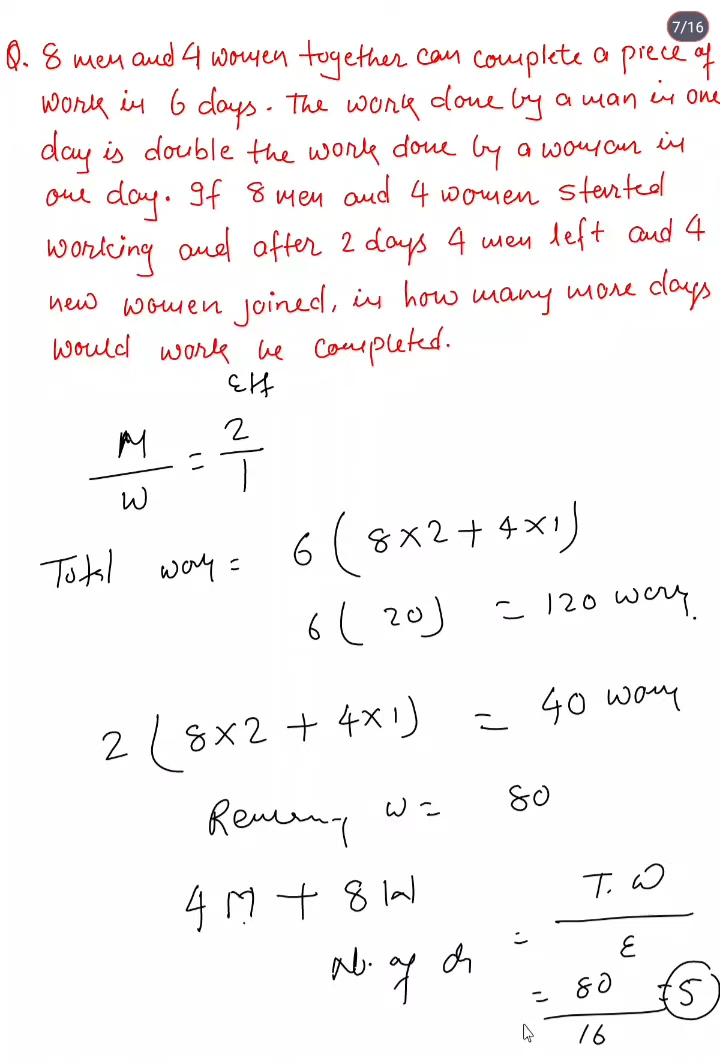 7/16
Q. 8 men and 4 women together can complete a piece of
work in 6 days. The work done by a man in one
day is double the work done by a woman in
one day. If 8 men and 4 women started
working and after 2 days 4 men left and 4
new women joined, in how many more days
would work be completed.
Eff
M/W = 2/1
Total work = 6 ( 8 x 2 + 4 x 1 )
6 ( 20 ) = 120 work.
2 ( 8 x 2 + 4 x 1 ) = 40 work
Remaining W = 80
4 M + 8 W
No. of d = T. W / E
= 80/16 = 5